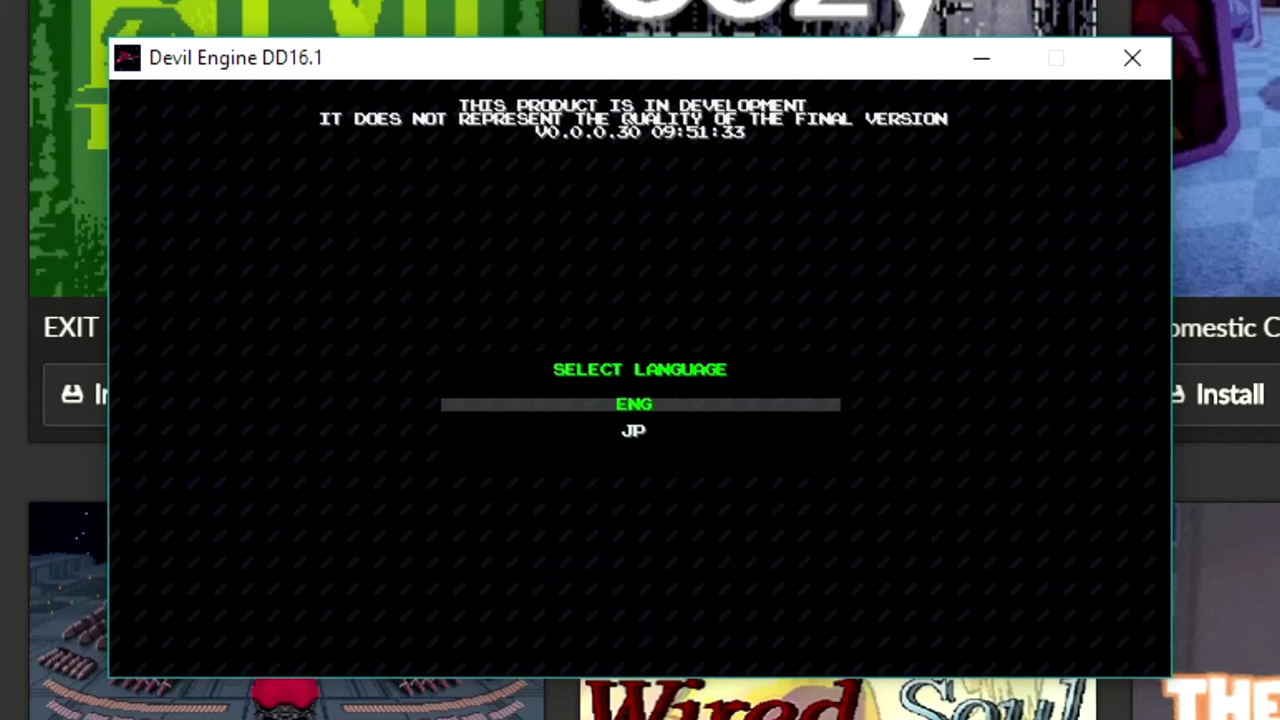 Devil Engine DD16.1
THIS PRODUCT IS IN DEVELOPMENT
IT DOES NOT REPRESENT THE QUALITY OF THE FINAL VERSION
V0.0.0.30 09:51:33
SELECT LANGUAGE
ENG
JP
EXIT
Install
Wired Soul
THE